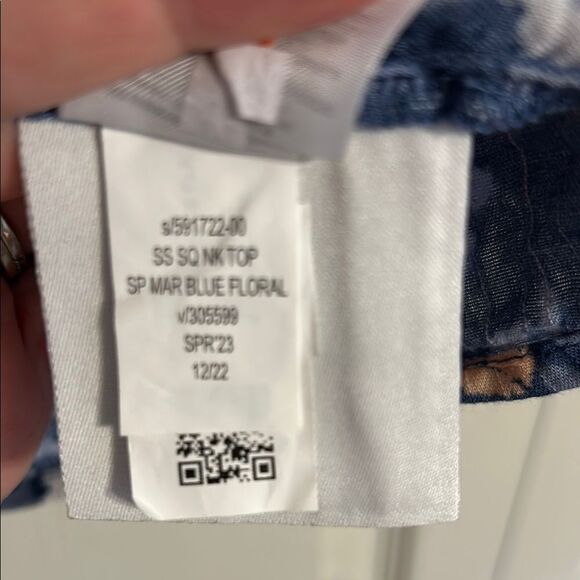 s/591722-00
SS SQ NK TOP
SP MAR BLUE FLORAL
v/305599
SPR'23
12/22